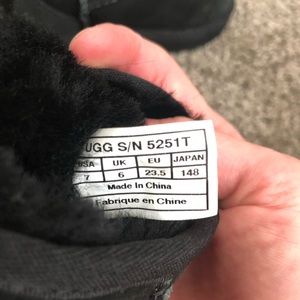 UGG S/N 5251T
USA UK EU JAPAN
7 6 23.5 148
Made In China
Fabrique en Chine